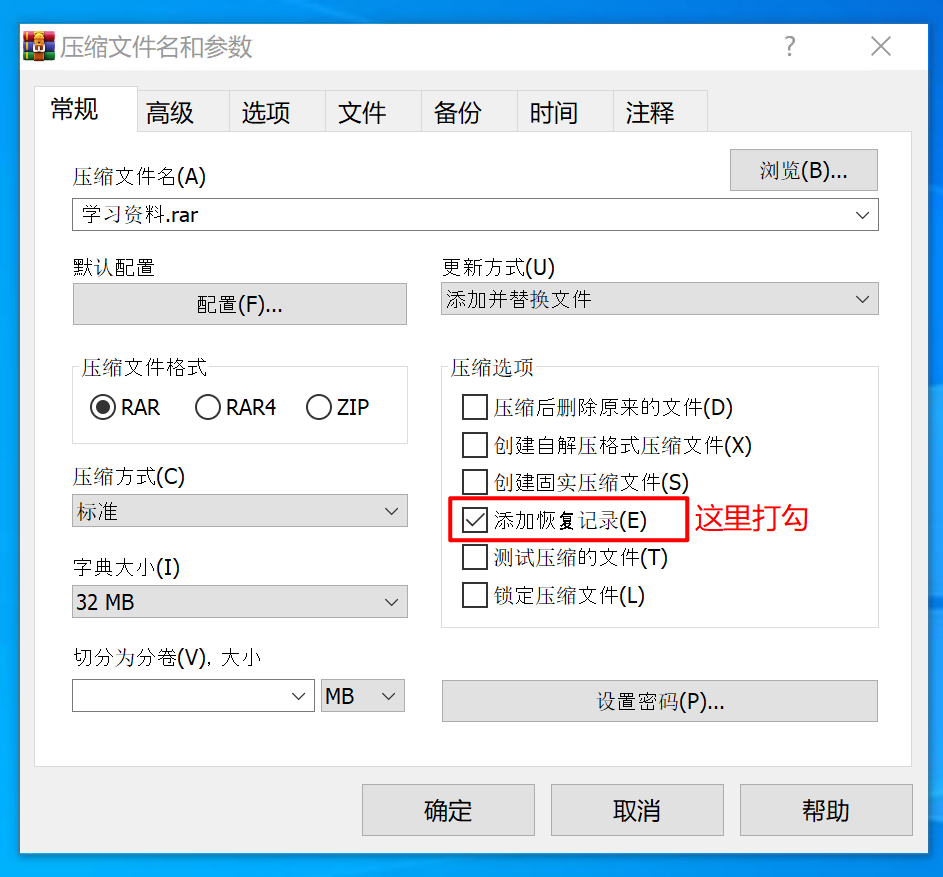 压缩文件名和参数
常规 高级 选项 文件 备份 时间 注释
压缩文件名(A)
浏览(B)...
学习资料.rar
默认配置
配置(F)...
更新方式(U)
添加并替换文件
压缩文件格式
RAR RAR4 ZIP
压缩选项
压缩后删除原来的文件(D)
创建自解压格式压缩文件(X)
创建固实压缩文件(S)
添加恢复记录(E) 这里打勾
测试压缩的文件(T)
锁定压缩文件(L)
压缩方式(C)
标准
字典大小(I)
32 MB
切分为分卷(V), 大小
MB
设置密码(P)...
确定 取消 帮助